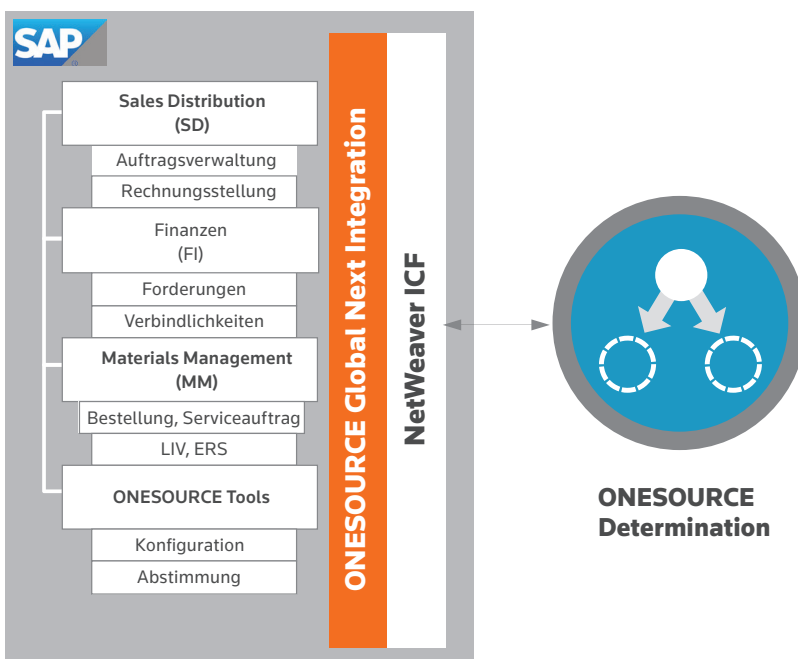 SAP
Sales Distribution
(SD)
Auftragsverwaltung
Rechnungsstellung
Finanzen
(FI)
Forderungen
Verbindlichkeiten
Materials Management
(MM)
Bestellung, Serviceauftrag
LIV, ERS
ONESOURCE Tools
Konfiguration
Abstimmung
ONESOURCE Global Next Integration
NetWeaver ICF
ONESOURCE
Determination